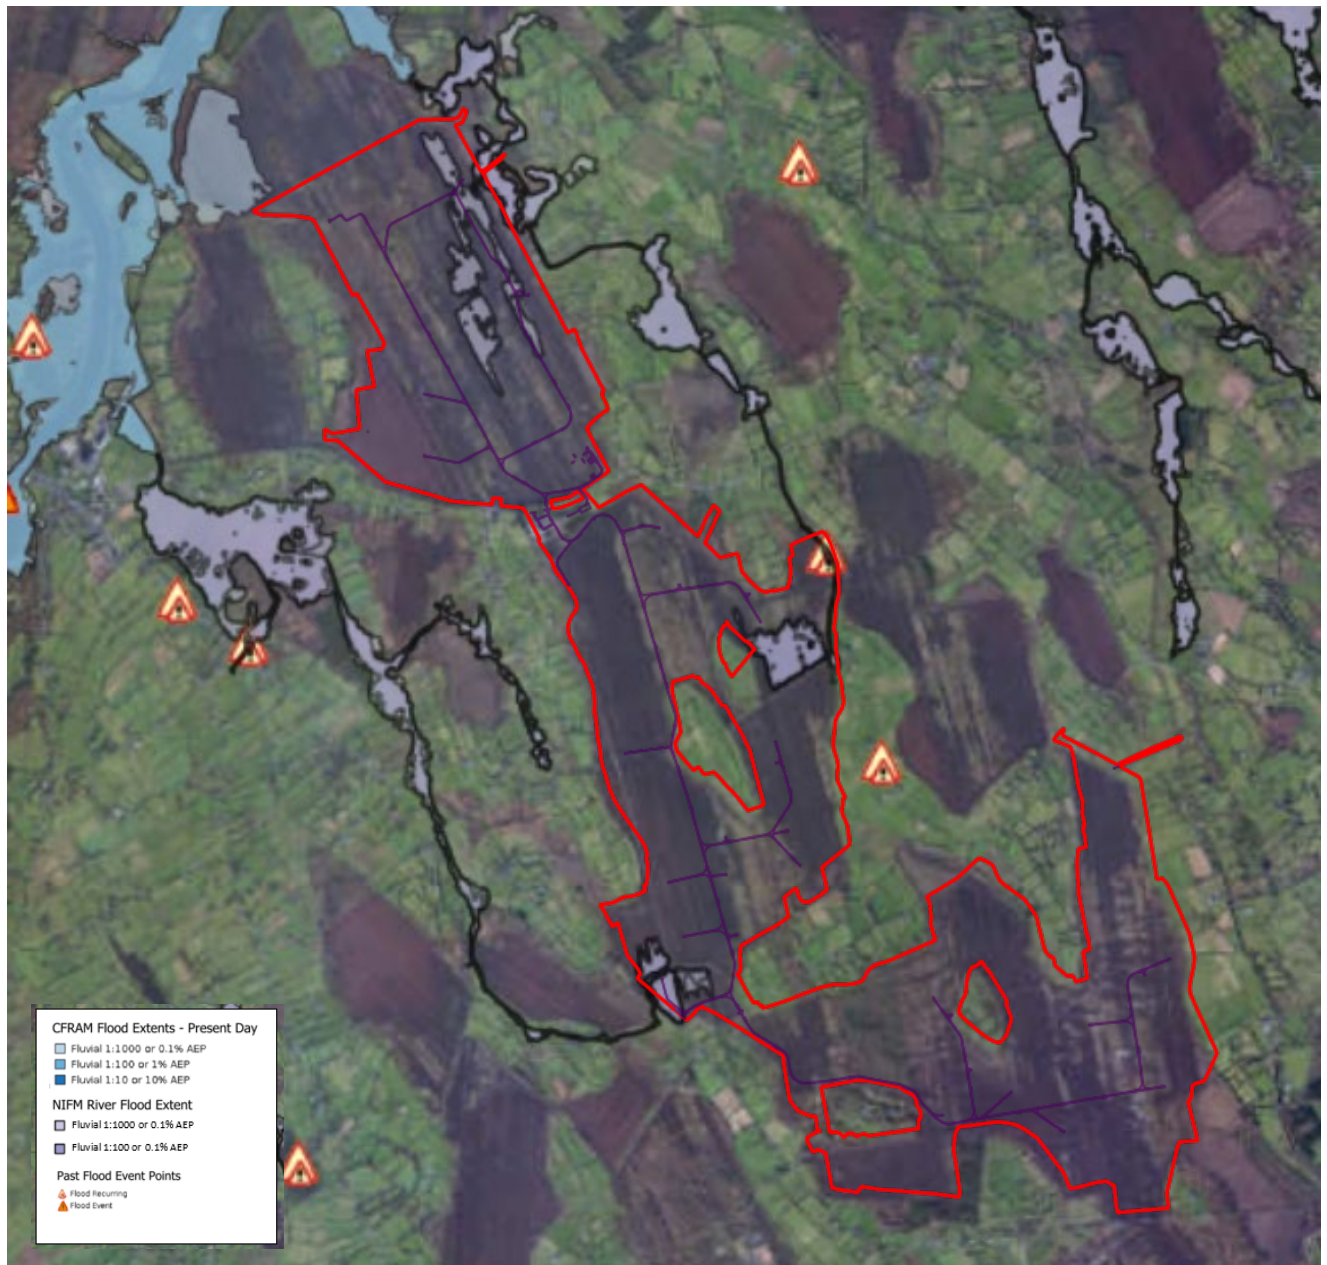 CFRAM Flood Extents - Present Day
Fluvial 1:1000 or 0.1% AEP
Fluvial 1:100 or 1% AEP
Fluvial 1:10 or 10% AEP
NIFM River Flood Extent
Fluvial 1:1000 or 0.1% AEP
Fluvial 1:100 or 0.1% AEP
Past Flood Event Points
Flood Recurring
Flood Event